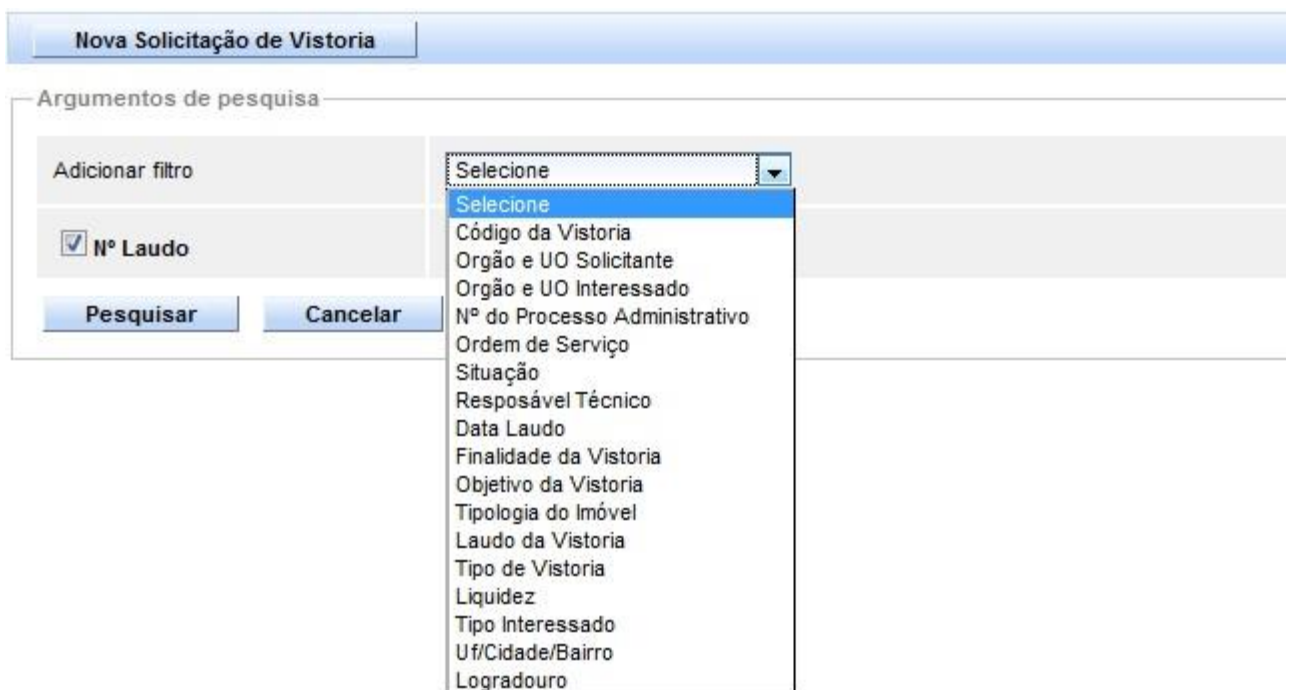 Nova Solicitação de Vistoria
Argumentos de pesquisa
Adicionar filtro
Selecione
Selecione
Código da Vistoria
Orgão e UO Solicitante
Orgão e UO Interessado
Nº do Processo Administrativo
Ordem de Serviço
Situação
Resposável Técnico
Data Laudo
Finalidade da Vistoria
Objetivo da Vistoria
Tipologia do Imóvel
Laudo da Vistoria
Tipo de Vistoria
Liquidez
Tipo Interessado
Uf/Cidade/Bairro
Logradouro
Nº Laudo
Pesquisar Cancelar